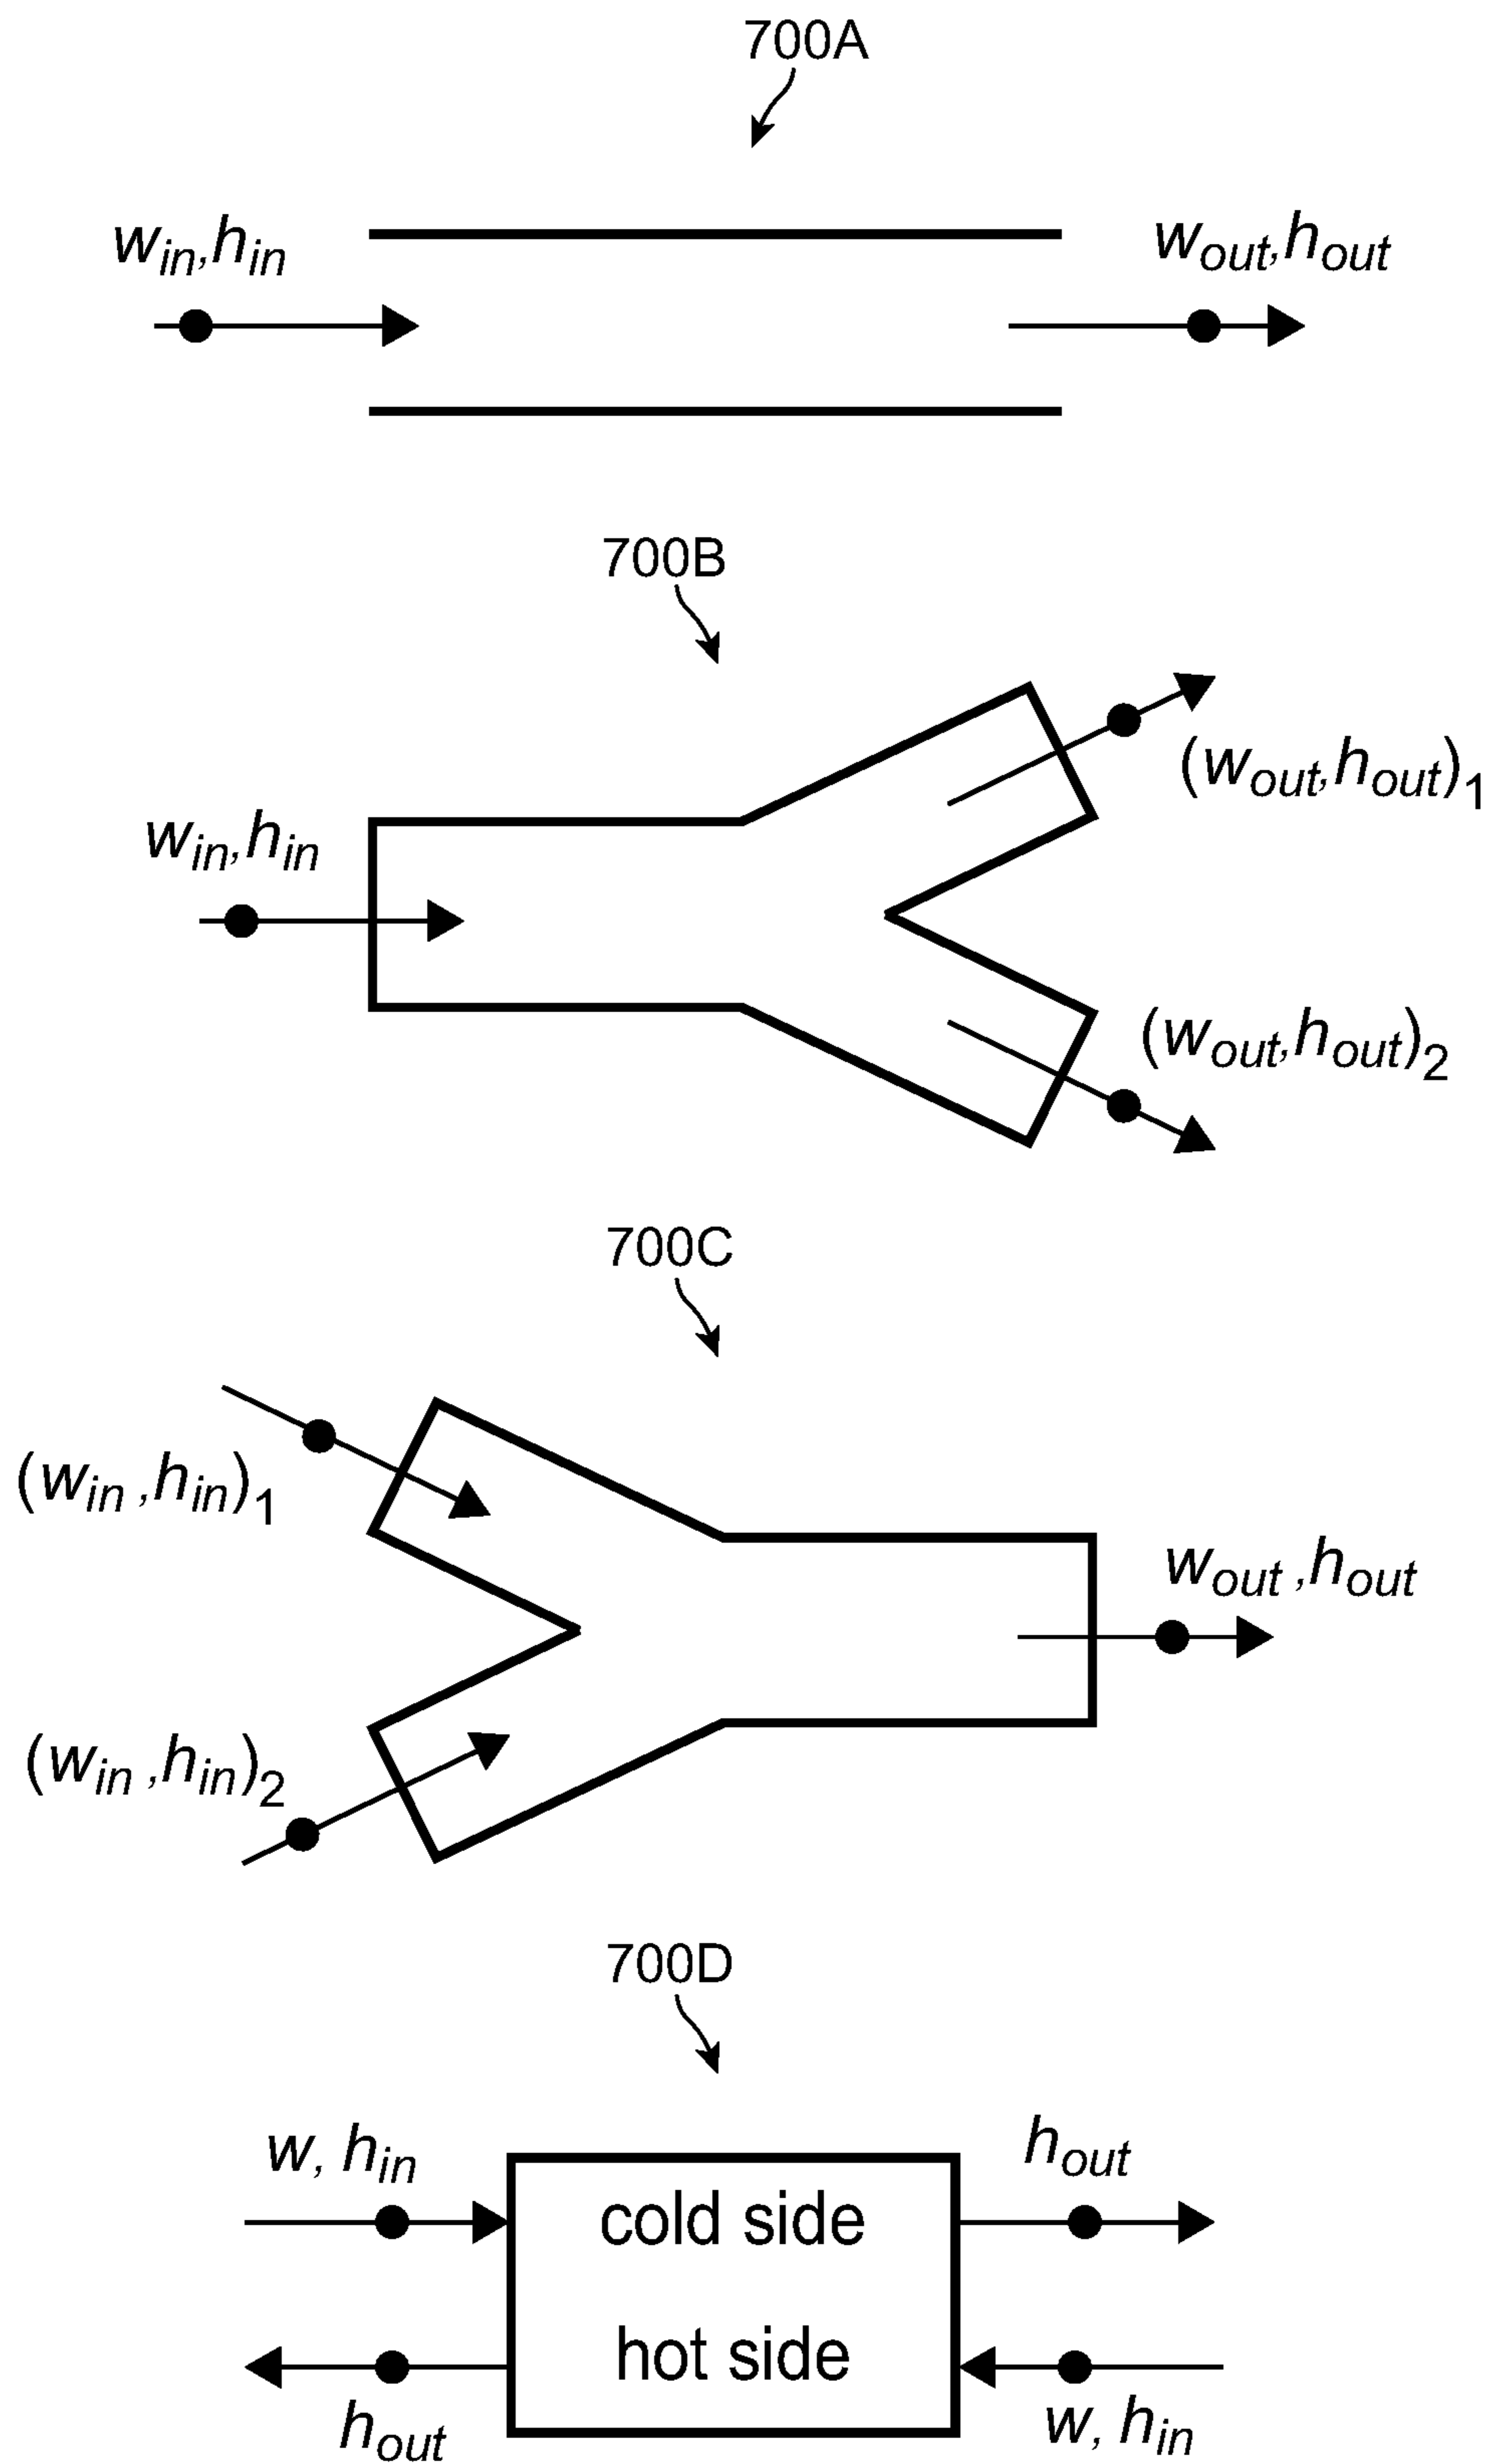 700A
w_in,h_in
w_out,h_out
700B
w_in,h_in
(w_out,h_out)_1
(w_out,h_out)_2
700C
(w_in,h_in)_1
w_out,h_out
(w_in,h_in)_2
700D
w, h_in
h_out
cold side
hot side
h_out
w, h_in